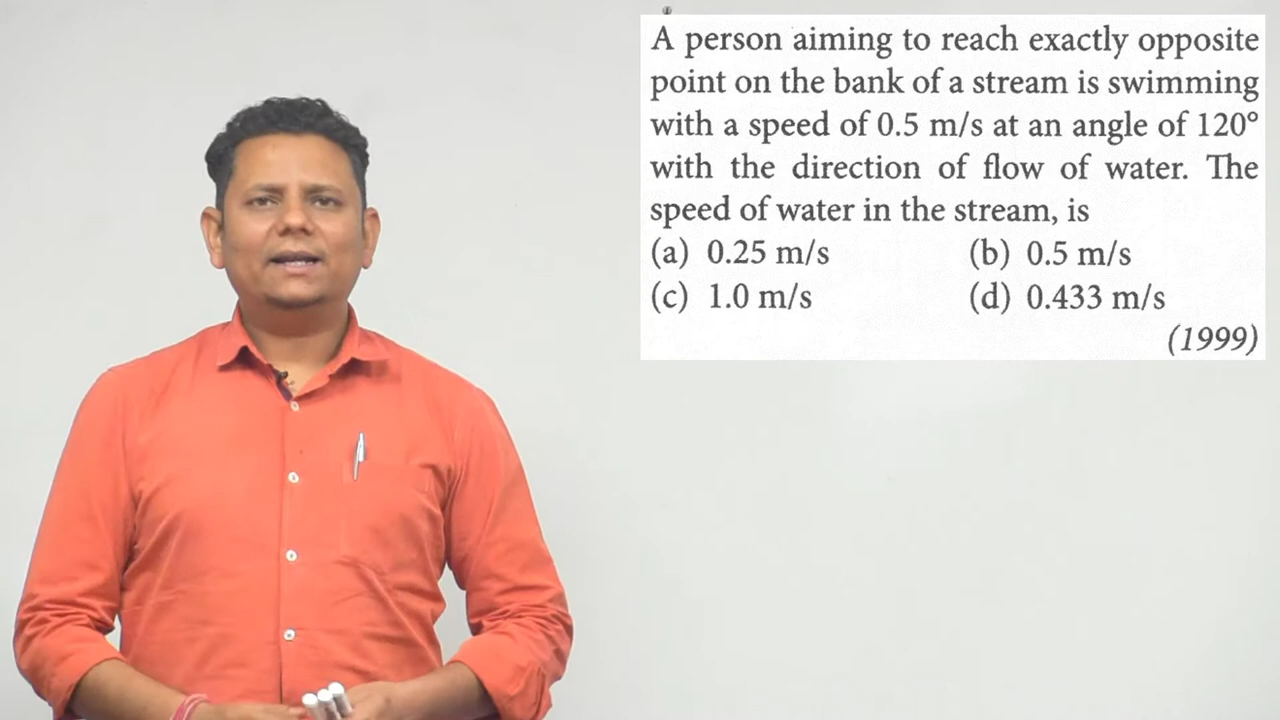 A person aiming to reach exactly opposite
point on the bank of a stream is swimming
with a speed of 0.5 m/s at an angle of 120°
with the direction of flow of water. The
speed of water in the stream, is
(a) 0.25 m/s (b) 0.5 m/s
(c) 1.0 m/s (d) 0.433 m/s
(1999)